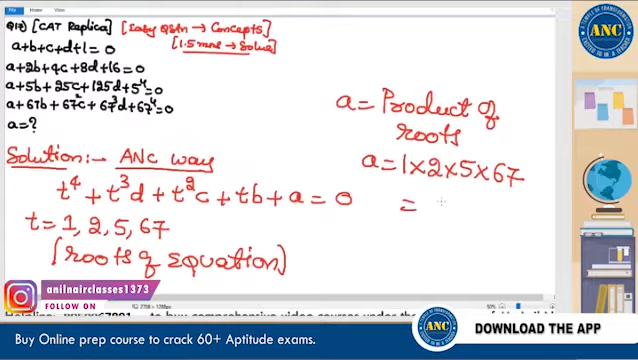 Q13) [CAT Replica] [Easy Qstn → Concepts]
[1.5 mns → Solve]
a+b+c+d+1=0
a+2b+4c+8d+16=0
a+5b+25c+125d+5⁴=0
a+67b+67²c+67³d+67⁴=0
a=?
Solution:- ANC way
t⁴+t³d+t²c+tb+a=0
t=1,2,5,67
[roots of Equation]
a= Product of
roots
a=1×2×5×67
=
anilnairclasses1373
FOLLOW ON
ANC
DOWNLOAD THE APP
Buy Online prep course to crack 60+ Aptitude exams.